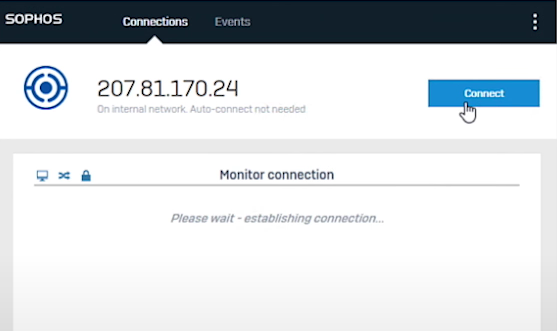 SOPHOS Connections Events
207.81.170.24
On internal network. Auto-connect not needed
Connect
Monitor connection
Please wait - establishing connection...